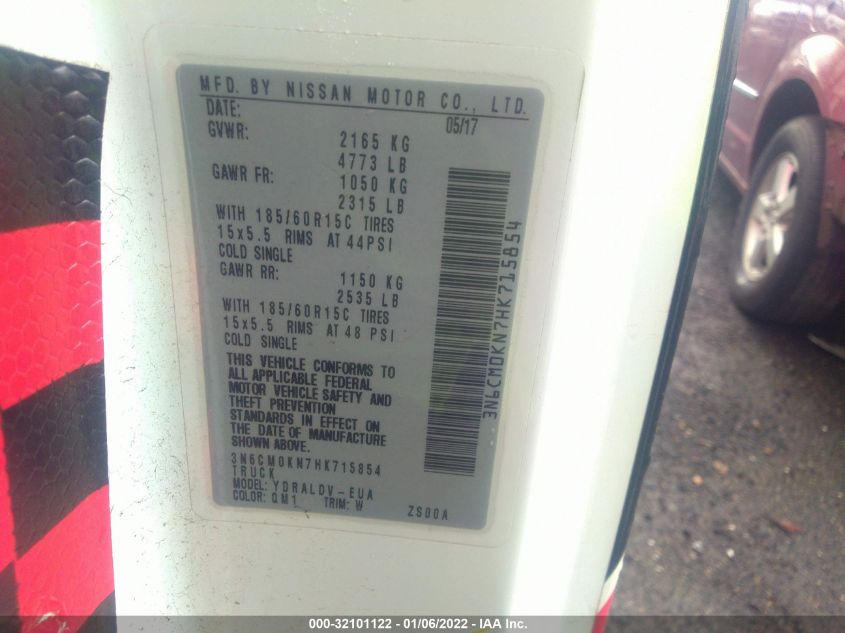 MFD. BY NISSAN MOTOR CO., LTD.
DATE: 05/17
GVWR: 2165 KG
4773 LB
GAWR FR: 1050 KG
2315 LB
WITH 185/60R15C TIRES
15x5.5 RIMS AT 44PSI
COLD SINGLE
GAWR RR: 1150 KG
2535 LB
WITH 185/60R15C TIRES
15x5.5 RIMS AT 48 PSI
COLD SINGLE
THIS VEHICLE CONFORMS TO
ALL APPLICABLE FEDERAL
MOTOR VEHICLE SAFETY AND
THEFT PREVENTION
STANDARDS IN EFFECT ON
THE DATE OF MANUFACTURE
SHOWN ABOVE.
3N6CM0KN7HK715854
TRUCK
MODEL: YDRALDV-EUA
COLOR: QM1 TRIM: W ZS00A
3N6CM0KN7HK715854
000-32101122 - 01/06/2022 - IAA Inc.